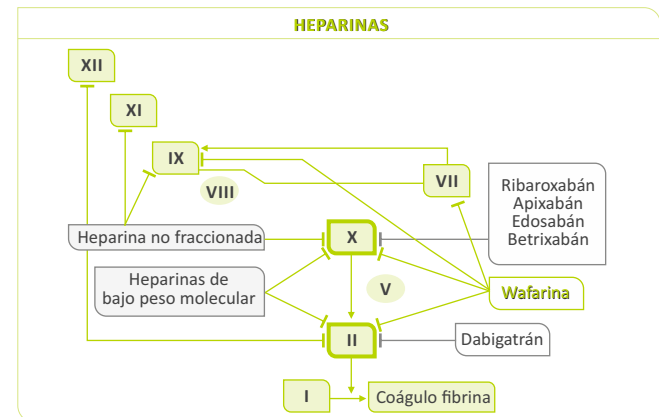 HEPARINAS
XII
XI
IX
VIII
VII
Ribaroxabán
Apixabán
Edosabán
Betrixabán
Heparina no fraccionada
X
Heparinas de
bajo peso molecular
V
Wafarina
II
Dabigatrán
I
Coágulo fibrina